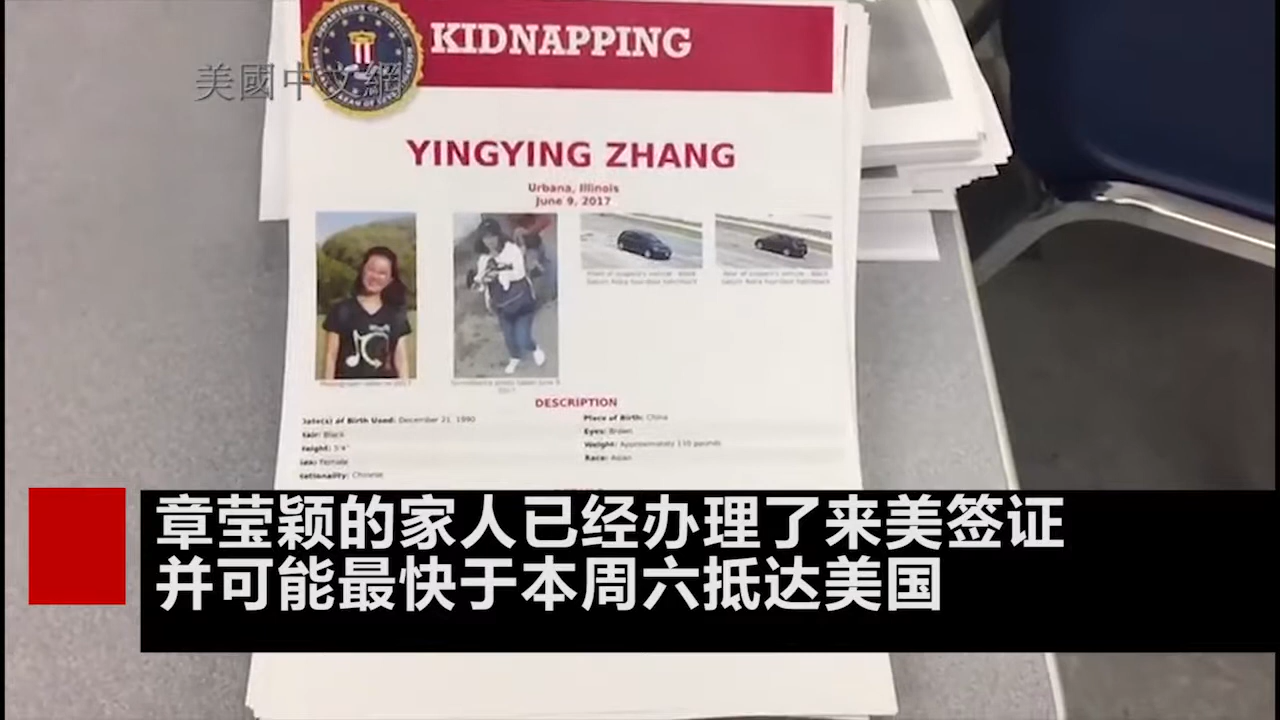 KIDNAPPING
美國中文網
YINGYING ZHANG
Urbana, Illinois
June 9, 2017
DESCRIPTION
Date(s) of Birth Used: December 21, 1990
Place of Birth: China
Hair: Black
Eyes: Brown
Weight: Approximately 110 pounds
Sex: Female
Race: Asian
Nationality: Chinese
章莹颖的家人已经办理了来美签证
并可能最快于本周六抵达美国